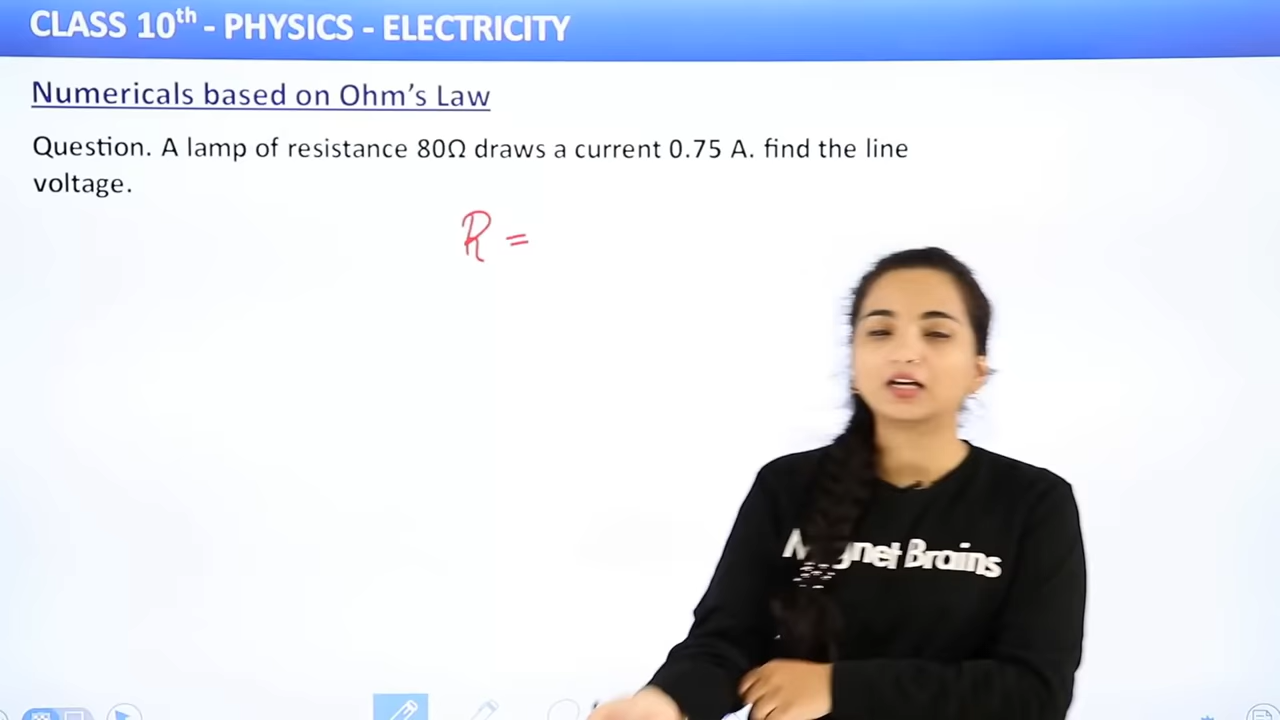 CLASS 10th - PHYSICS - ELECTRICITY
Numericals based on Ohm's Law
Question. A lamp of resistance 80Ω draws a current 0.75 A. find the line
voltage.
R =
Magnet Brains